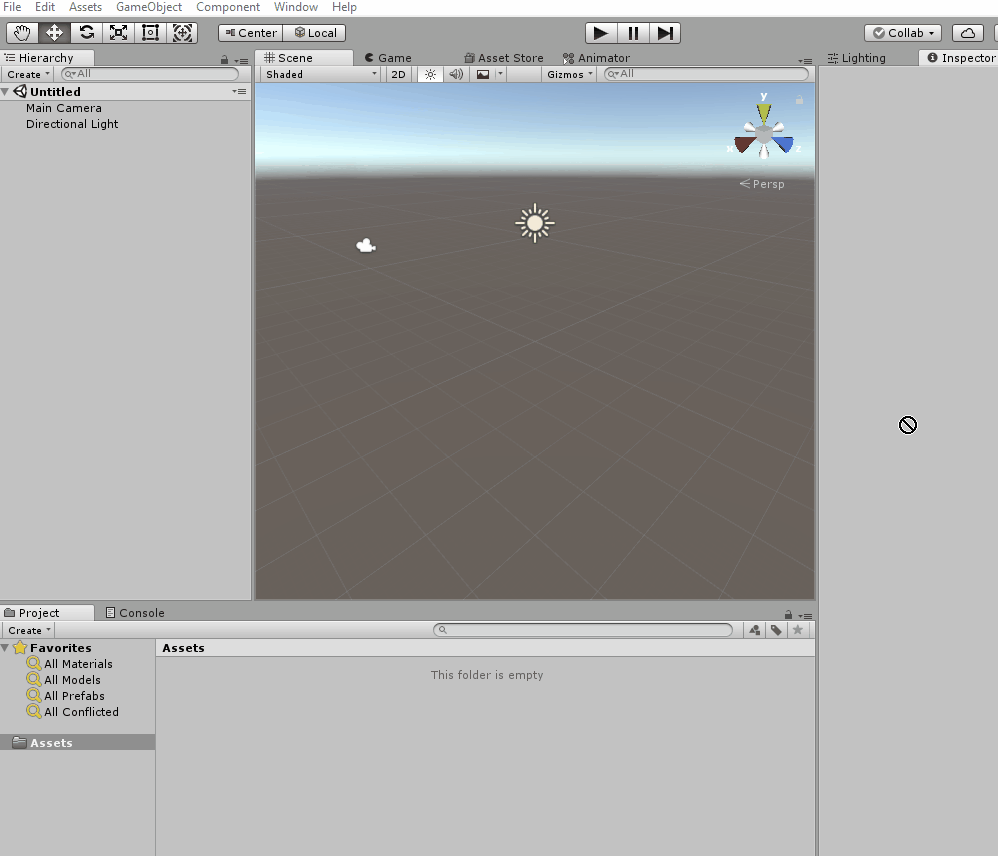 File Edit Assets GameObject Component Window Help
Center Local Collab
Hierarchy Scene Game Asset Store Animator Lighting Inspector
Create All Shaded 2D Gizmos All
Untitled
Main Camera
Directional Light
y
x z
Persp
Project Console
Create
Favorites Assets
All Materials This folder is empty
All Models
All Prefabs
All Conflicted
Assets